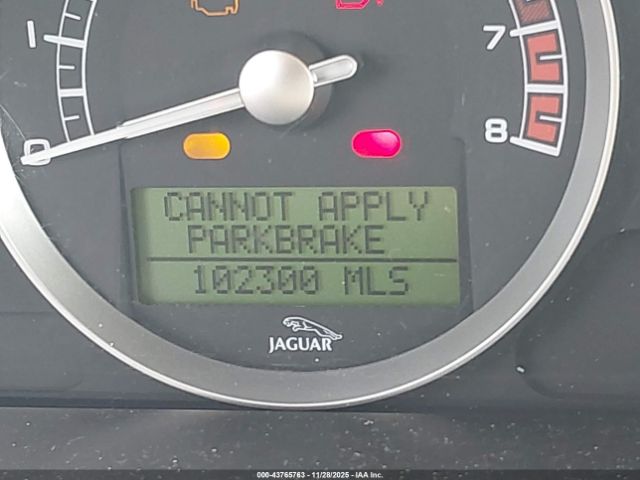 1
7
0
8
CANNOT APPLY
PARKBRAKE
102300 MLS
JAGUAR
000-43765763 - 11/28/2025 - IAA Inc.